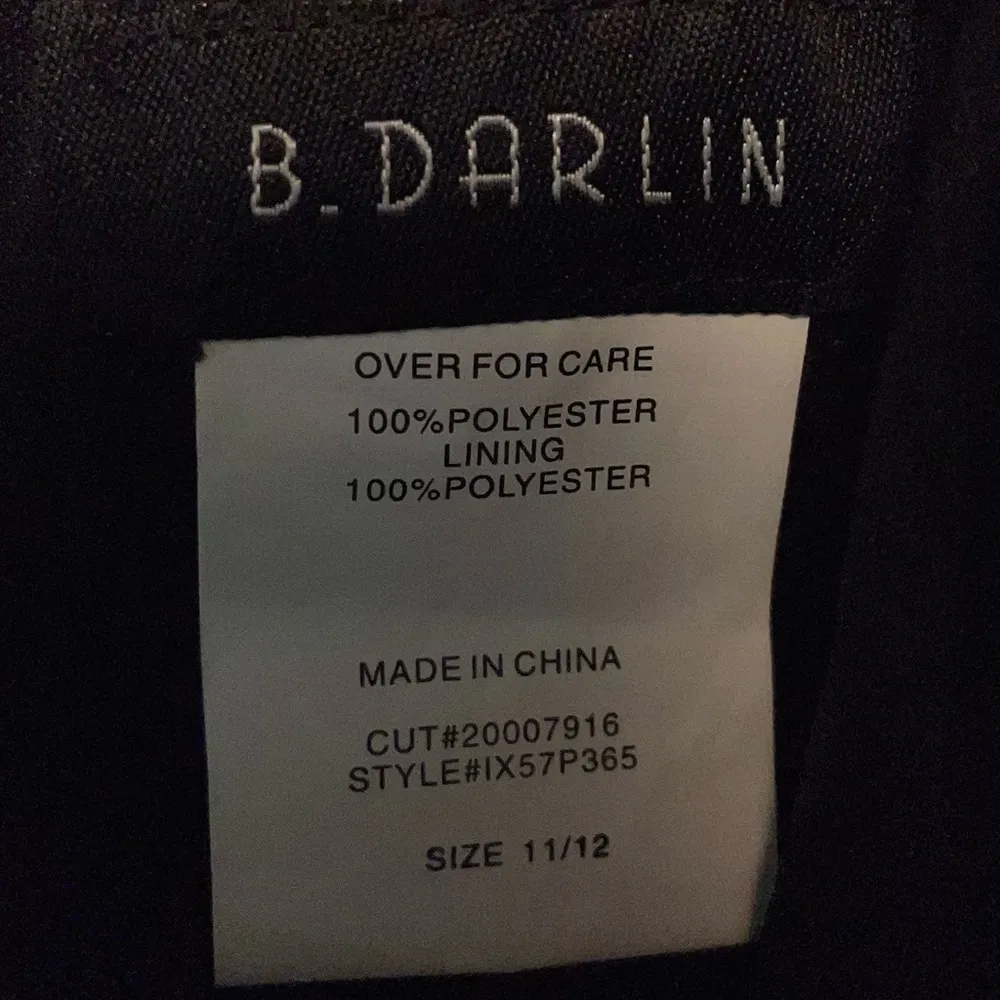 B.DARLIN
OVER FOR CARE
100%POLYESTER
LINING
100%POLYESTER
MADE IN CHINA
CUT#20007916
STYLE#IX57P365
SIZE 11/12